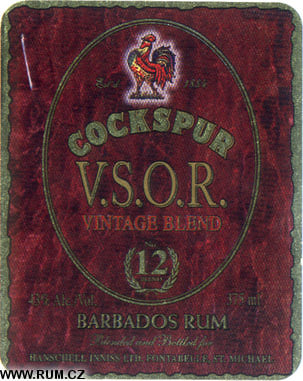 Estd 1884
COCKSPUR
V.S.O.R.
VINTAGE BLEND
No.
12
43% Alc. Vol. 375 ml
BARBADOS RUM
Blended and Bottled for
HANSCHELL INNISS LTD. FONTABELLE, ST. MICHAEL
WWW.RUM.CZ